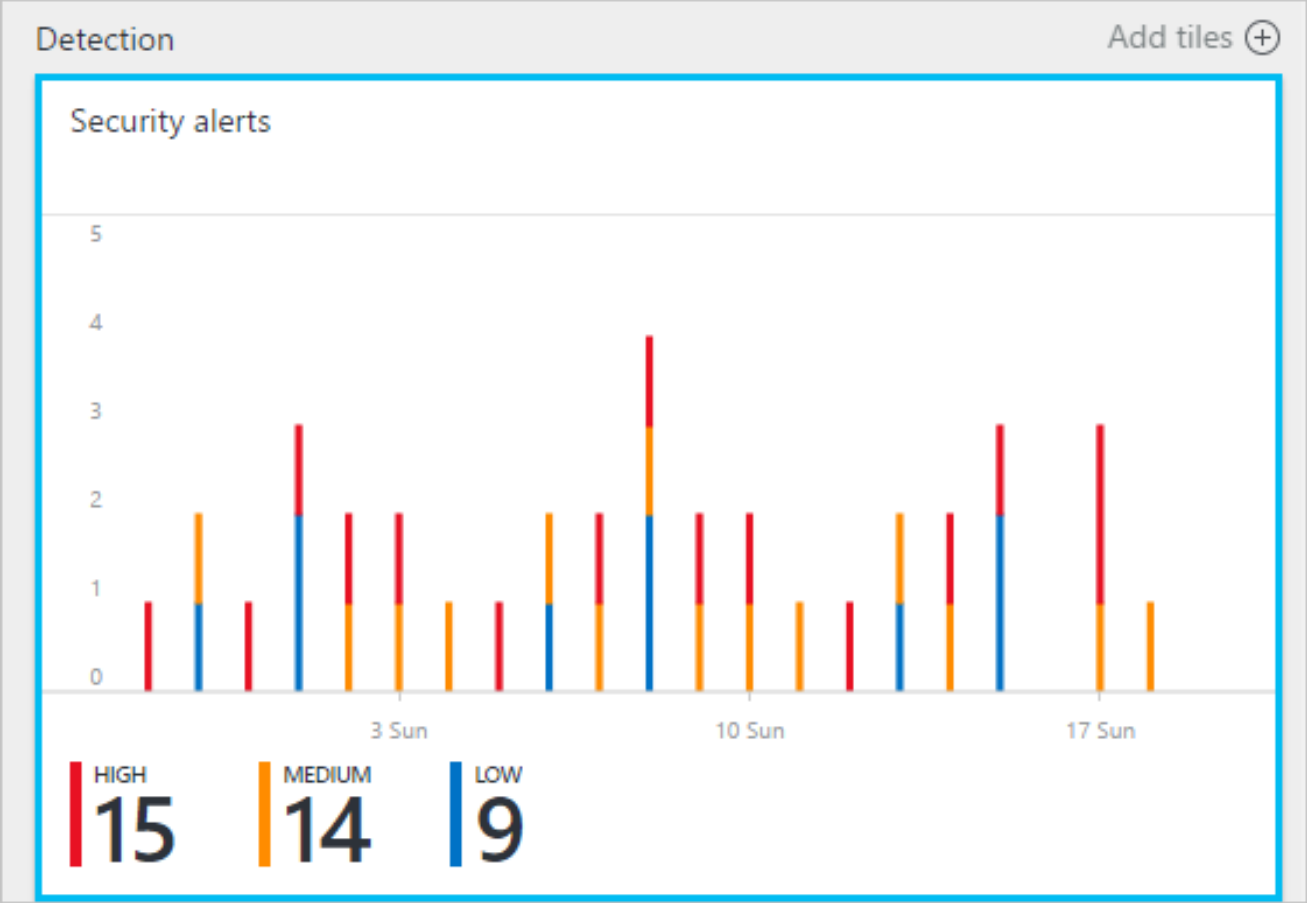 Detection
Add tiles
Security alerts
5
4
3
2
1
0
3 Sun 10 Sun 17 Sun
HIGH MEDIUM LOW
15 14 9